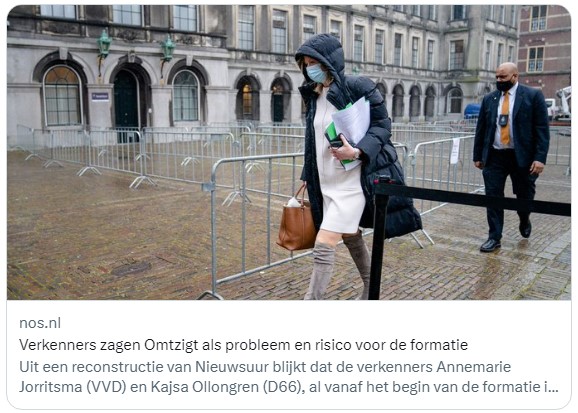 nos.nl
Verkenners zagen Omtzigt als probleem en risico voor de formatie
Uit een reconstructie van Nieuwsuur blijkt dat de verkenners Annemarie
Jorritsma (VVD) en Kajsa Ollongren (D66), al vanaf het begin van de formatie i...